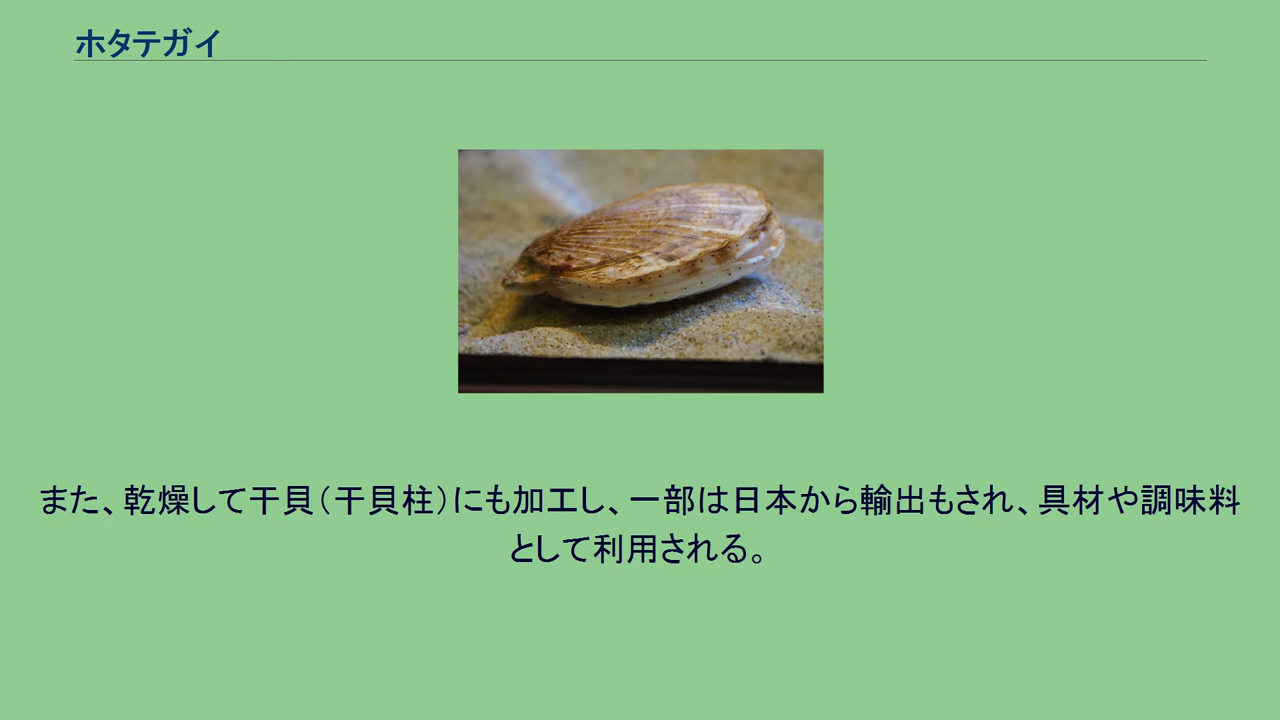 ホタテガイ
また、乾燥して干貝（干貝柱）にも加工し、一部は日本から輸出もされ、具材や調味料
として利用される。